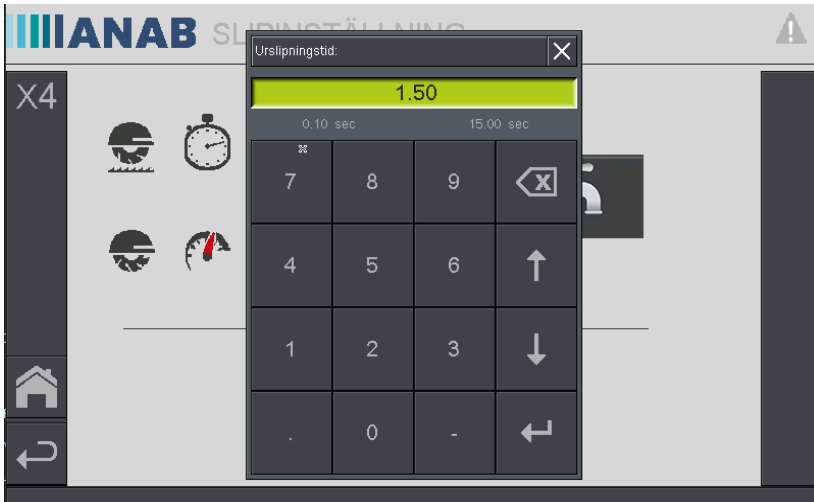 ANAB SLIPINSTÄLLNING
Urslipningstid:
X4
1.50
0.10 sec 15.00 sec
7 8 9
4 5 6
1 2 3
. 0 -